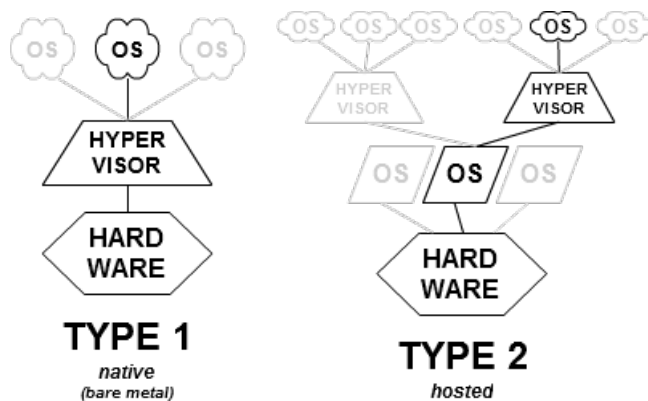 OS
OS
OS
HYPER
VISOR
HARD
WARE
TYPE 1
native
(bare metal)
OS
OS
OS
OS
OS
OS
HYPER
VISOR
HYPER
VISOR
OS
OS
OS
HARD
WARE
TYPE 2
hosted